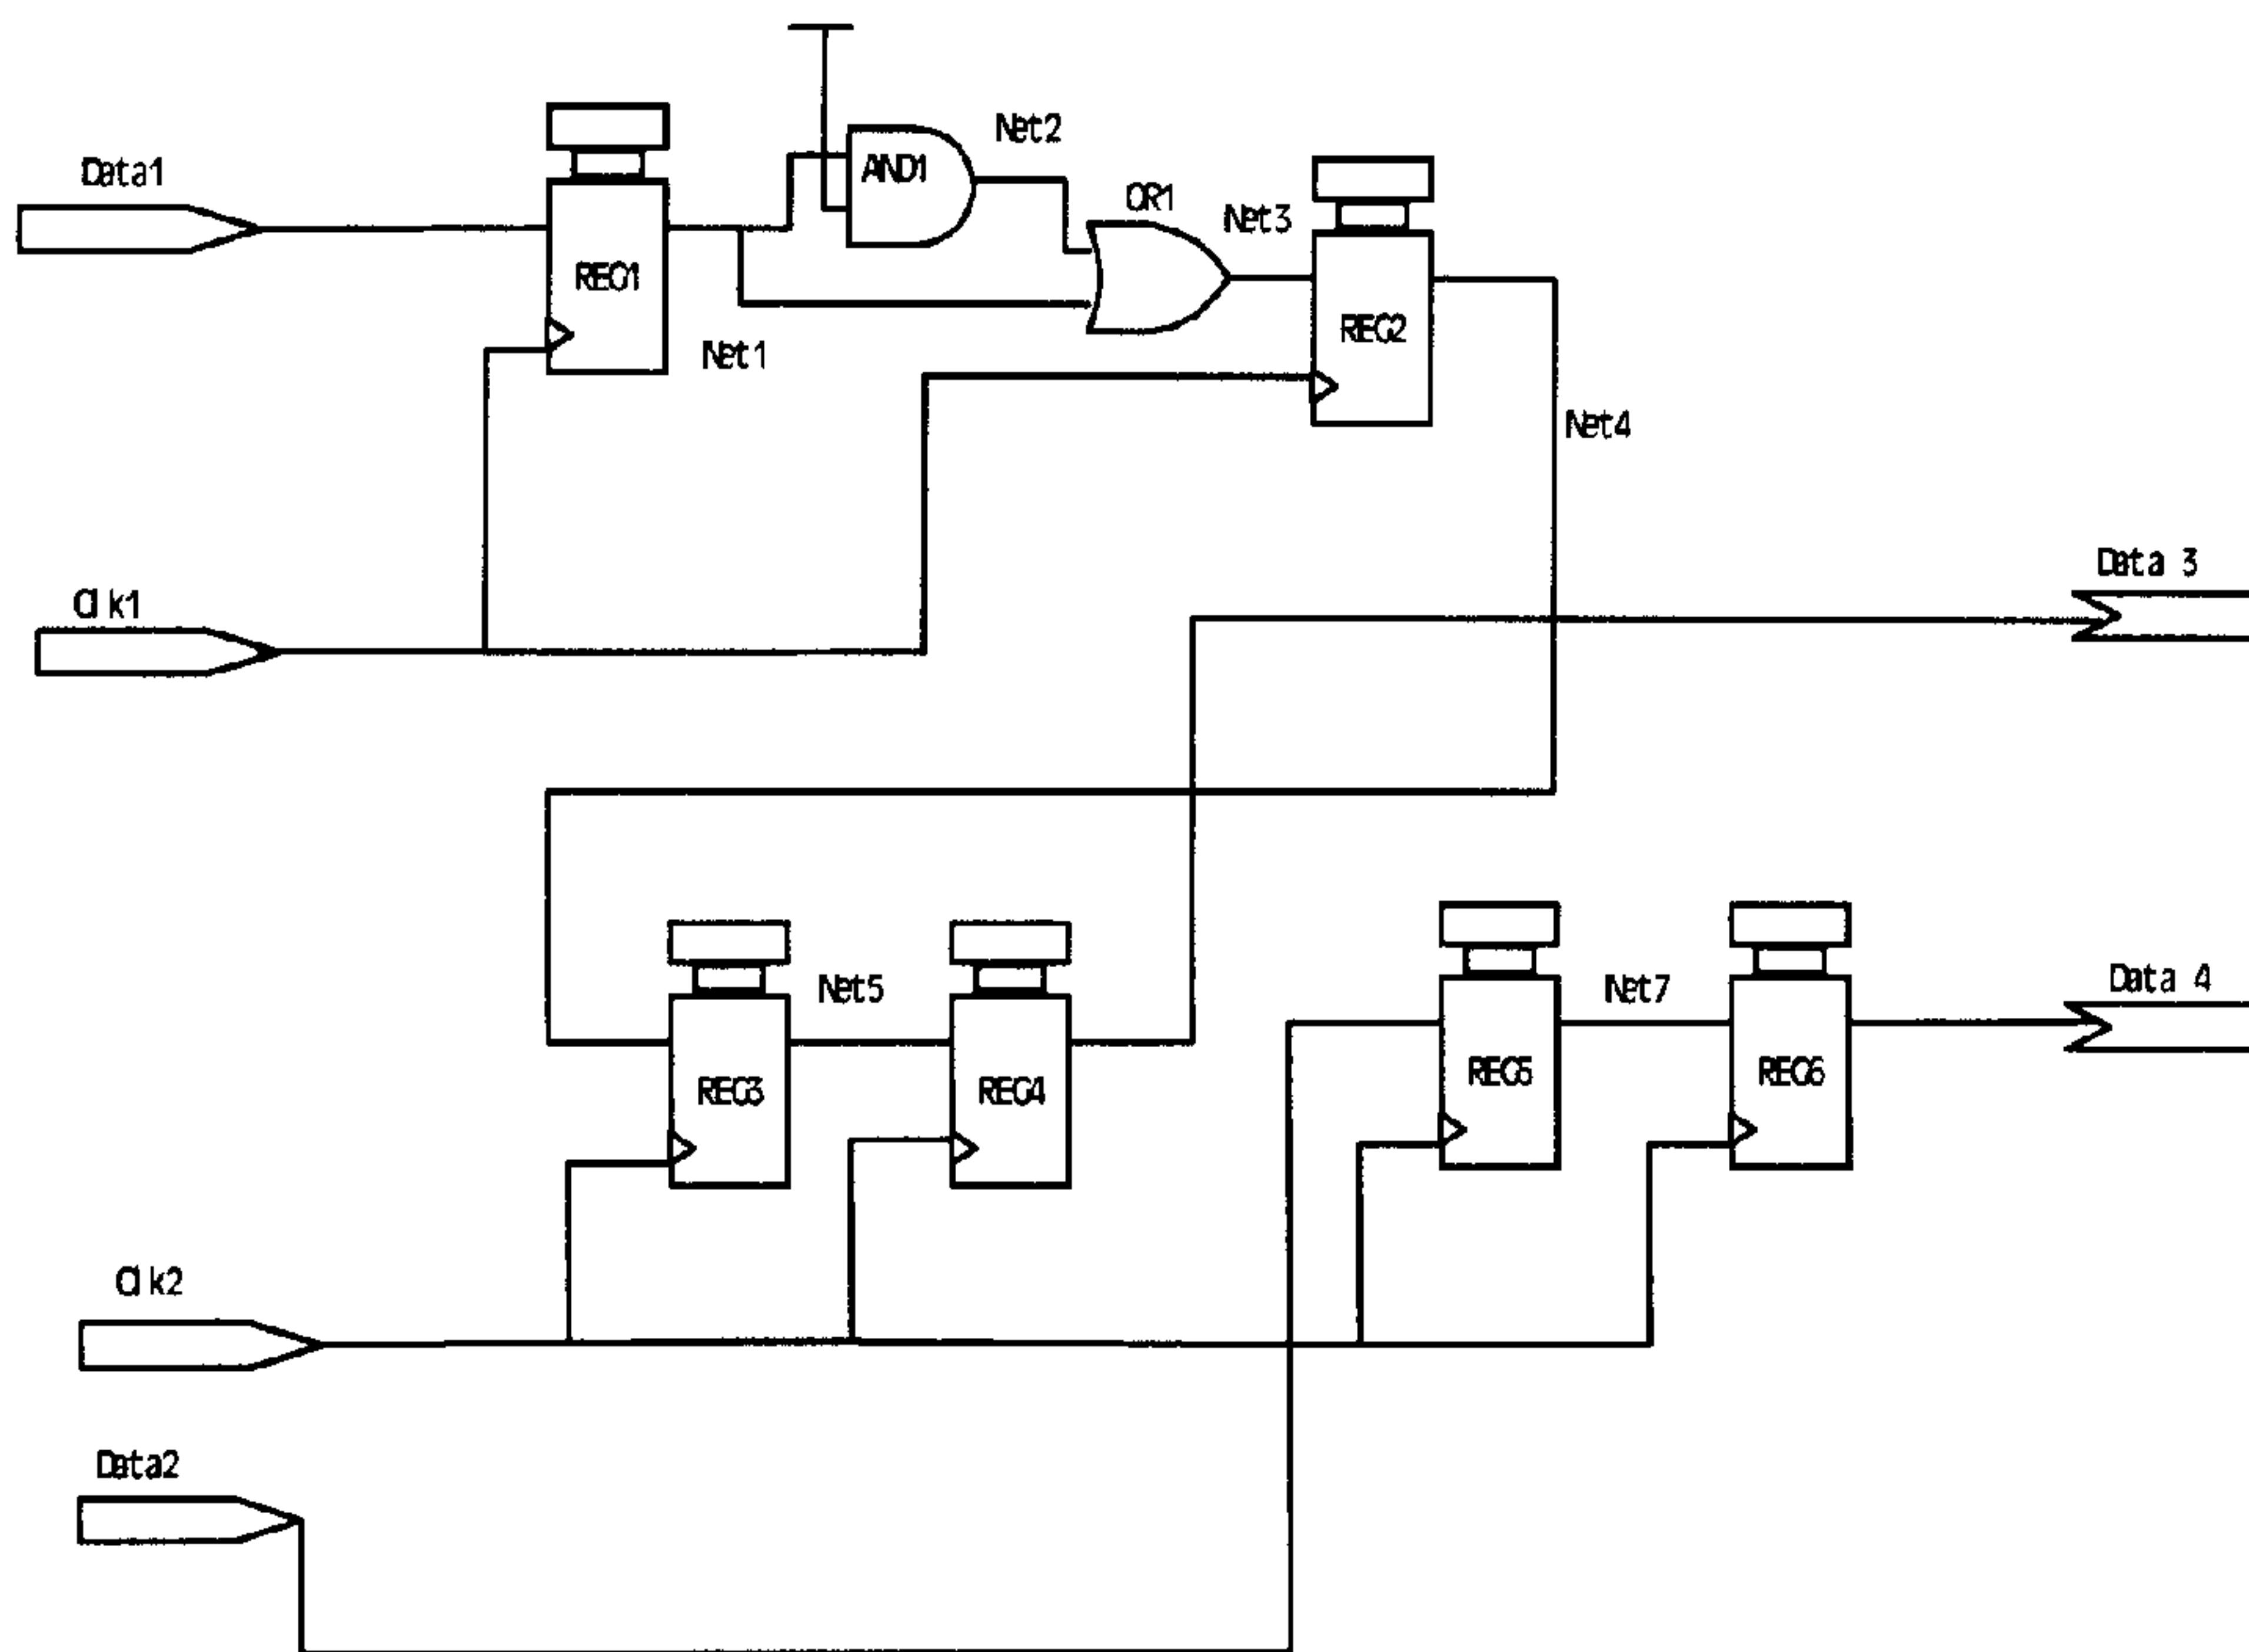 Data1
AND1
Net2
OR1
Net3
REG1
REG2
Net1
Net4
Clk1
Data 3
Net5
Net7
Data 4
REG3
REG4
REG5
REG6
Clk2
Data2